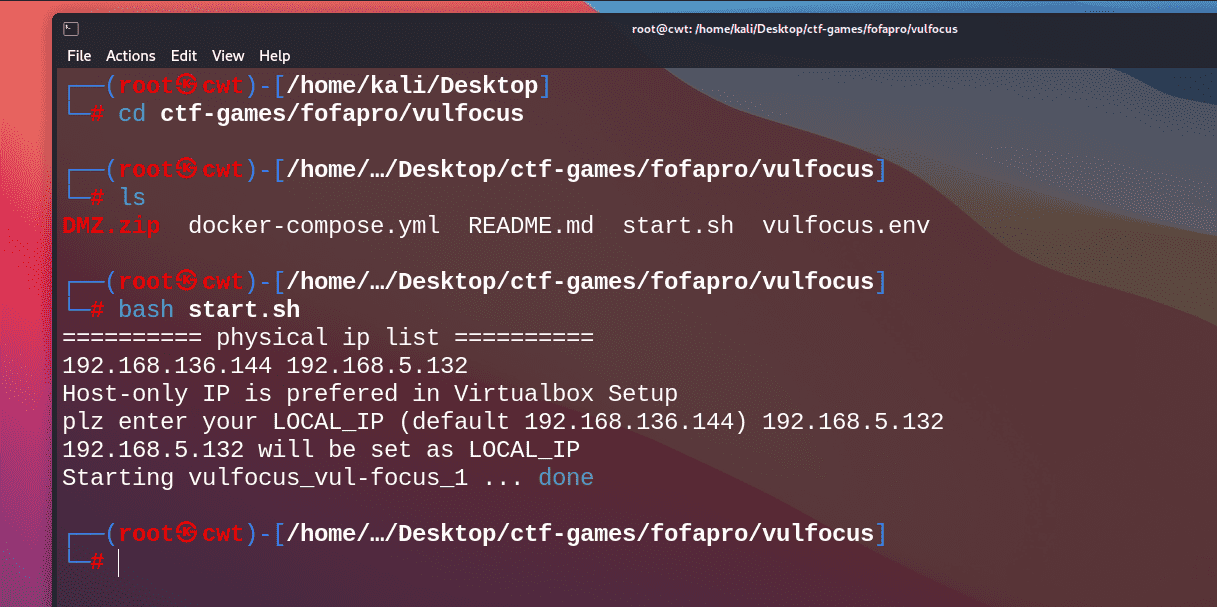 root@cwt: /home/kali/Desktop/ctf-games/fofapro/vulfocus
File Actions Edit View Help
┌──(root㉿cwt)-[/home/kali/Desktop]
└─# cd ctf-games/fofapro/vulfocus
┌──(root㉿cwt)-[/home/…/Desktop/ctf-games/fofapro/vulfocus]
└─# ls
DMZ.zip docker-compose.yml README.md start.sh vulfocus.env
┌──(root㉿cwt)-[/home/…/Desktop/ctf-games/fofapro/vulfocus]
└─# bash start.sh
========== physical ip list ==========
192.168.136.144 192.168.5.132
Host-only IP is prefered in Virtualbox Setup
plz enter your LOCAL_IP (default 192.168.136.144) 192.168.5.132
192.168.5.132 will be set as LOCAL_IP
Starting vulfocus_vul-focus_1 ... done
┌──(root㉿cwt)-[/home/…/Desktop/ctf-games/fofapro/vulfocus]
└─#